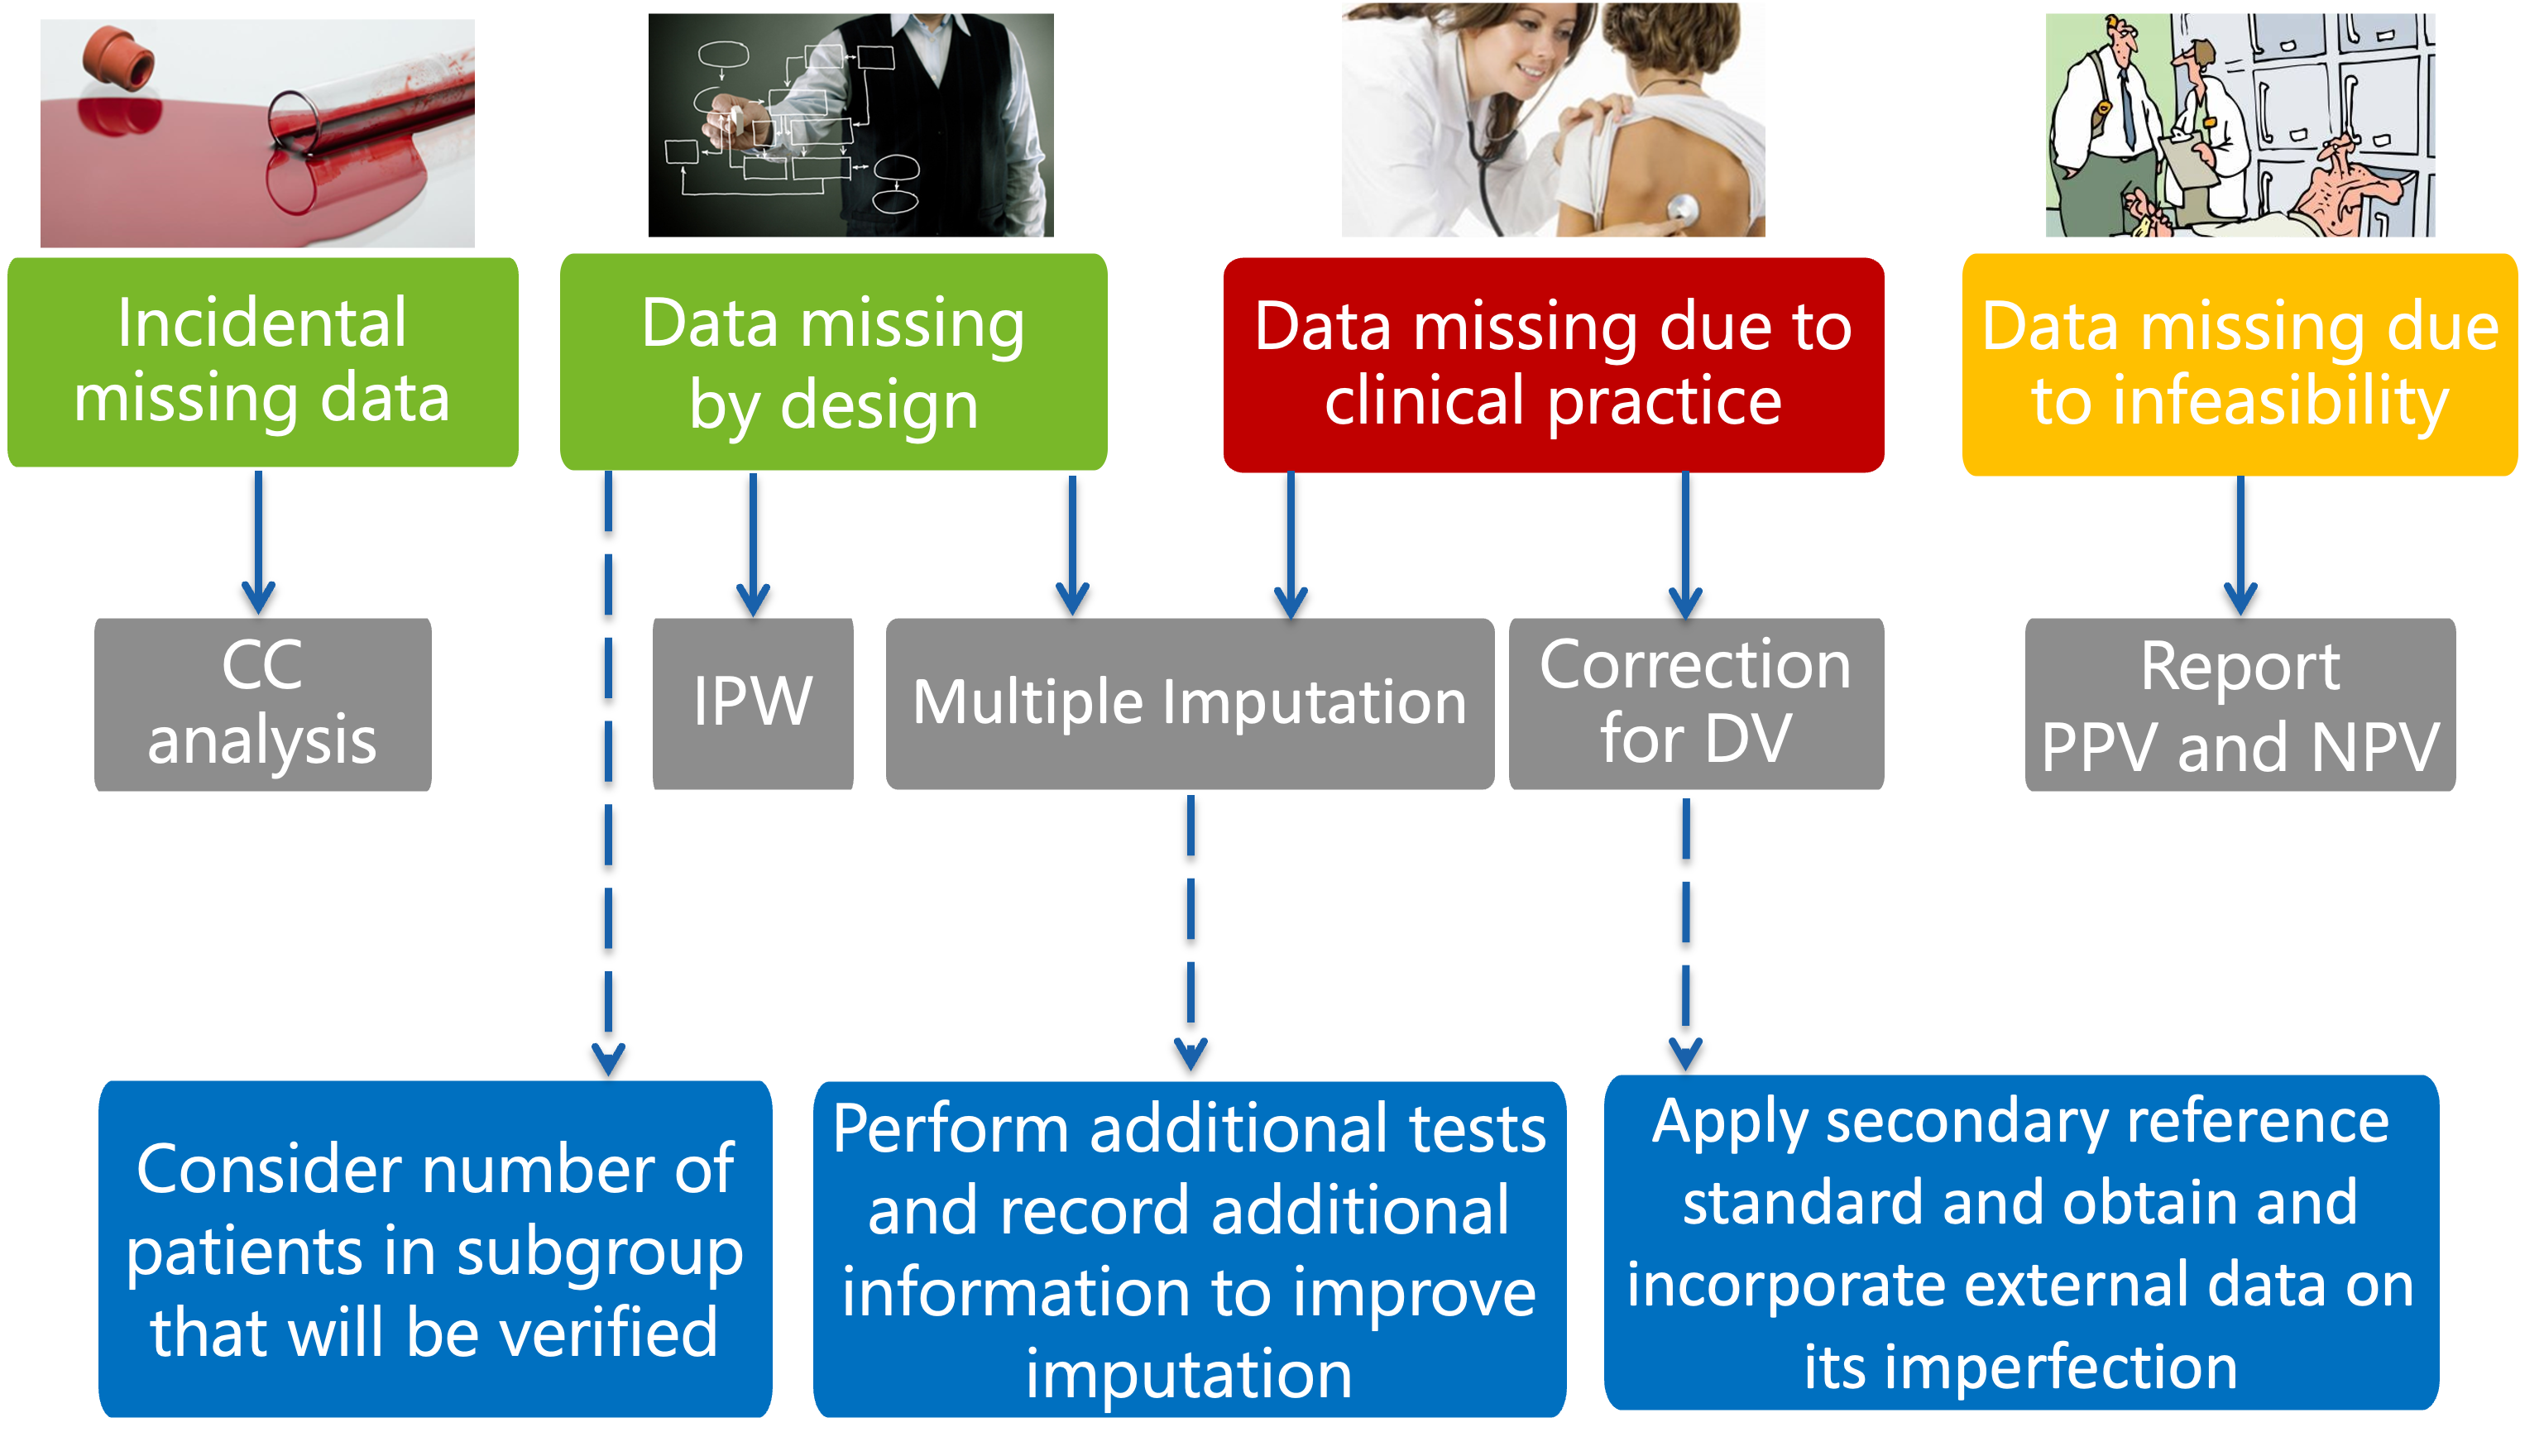 Incidental
missing data
Data missing
by design
Data missing due to
clinical practice
Data missing due
to infeasibility
CC
analysis
IPW
Multiple Imputation
Correction
for DV
Report
PPV and NPV
Consider number of
patients in subgroup
that will be verified
Perform additional tests
and record additional
information to improve
imputation
Apply secondary reference
standard and obtain and
incorporate external data on
its imperfection